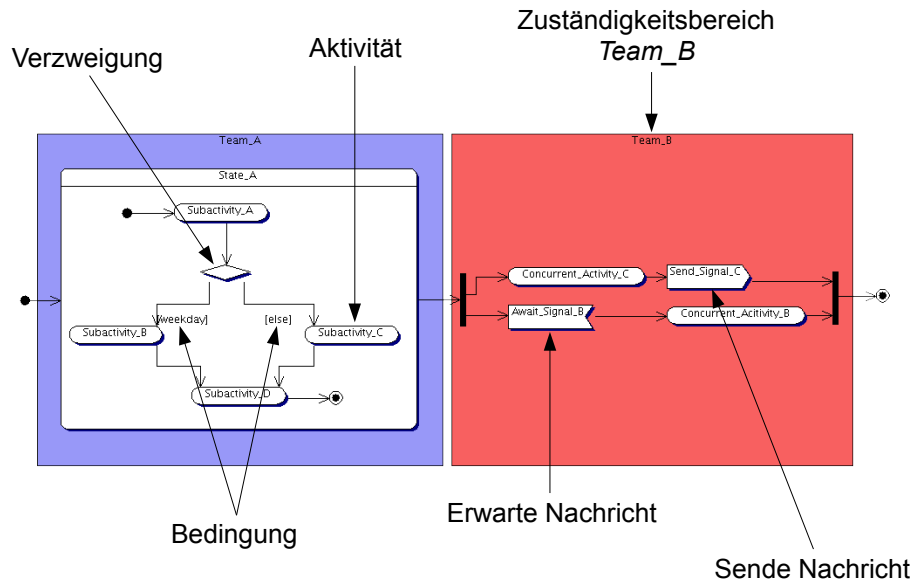 Zuständigkeitsbereich
Team_B
Verzweigung
Aktivität
Team_A
Team_B
State_A
Subactivity_A
Concurrent_Activity_C
Send_Signal_C
Await_Signal_B
Concurrent_Acitivity_B
Subactivity_B
[weekday]
[else]
Subactivity_C
Subactivity_D
Bedingung
Erwarte Nachricht
Sende Nachricht